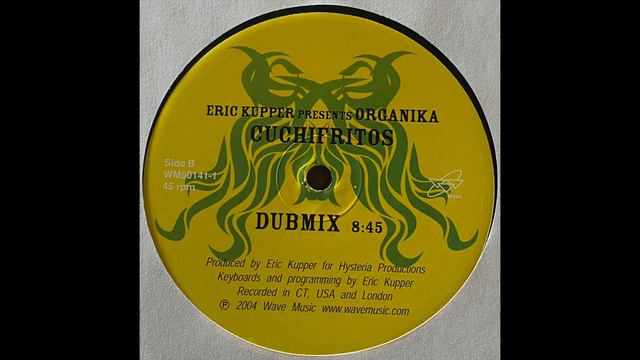 ERIC KUPPER PRESENTS ORGANIKA
CUCHIFRITOS
Side B
WM50141-1
45 rpm
wave
DUBMIX 8:45
Produced by Eric Kupper for Hysteria Productions
Keyboards and programming by Eric Kupper
Recorded in CT, USA and London
℗ 2004 Wave Music www.wavemusic.com